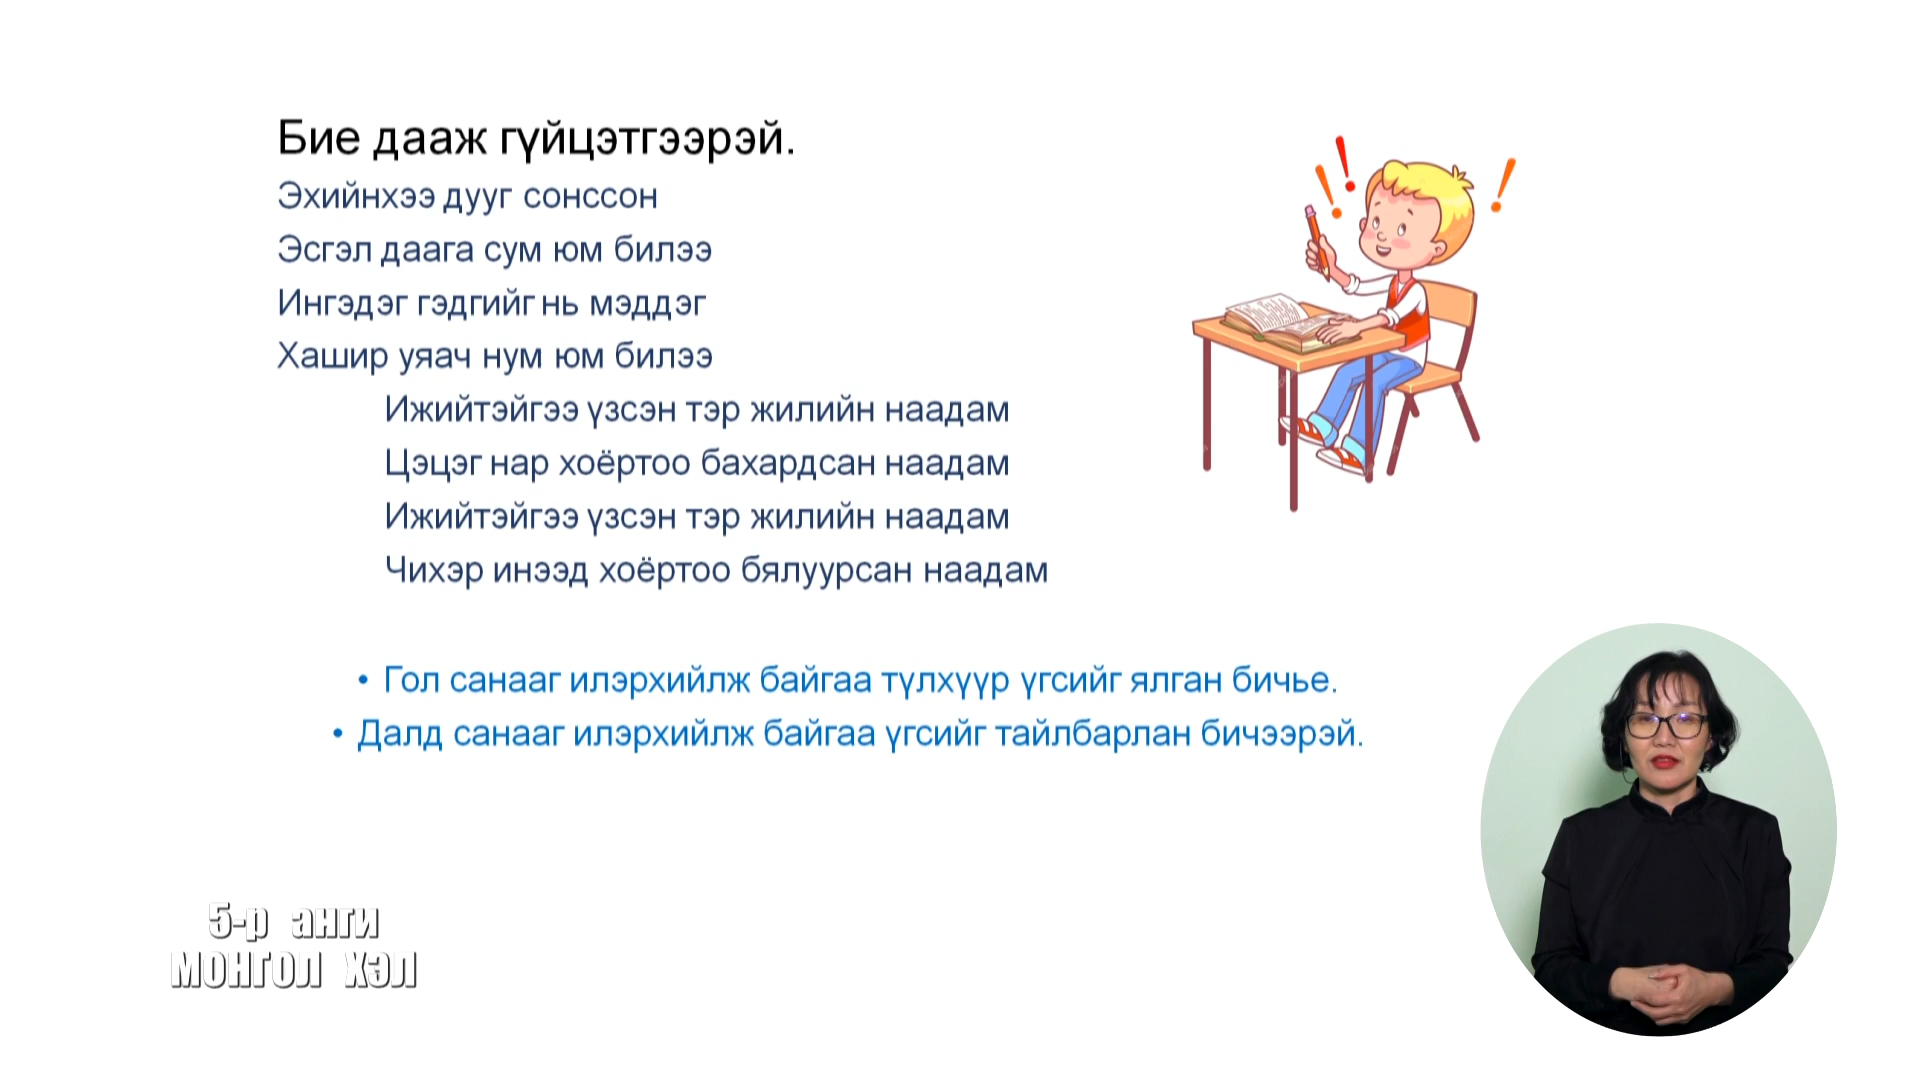 Бие дааж гүйцэтгээрэй.
Эхийнхээ дууг сонссон
Эсгэл даага сум юм билээ
Ингэдэг гэдгийг нь мэддэг
Хашир уяач нум юм билээ
Ижийтэйгээ үзсэн тэр жилийн наадам
Цэцэг нар хоёртоо бахардсан наадам
Ижийтэйгээ үзсэн тэр жилийн наадам
Чихэр инээд хоёртоо бялуурсан наадам
• Гол санааг илэрхийлж байгаа түлхүүр үгсийг ялган бичье.
• Далд санааг илэрхийлж байгаа үгсийг тайлбарлан бичээрэй.
5-р анги
МОНГОЛ ХЭЛ